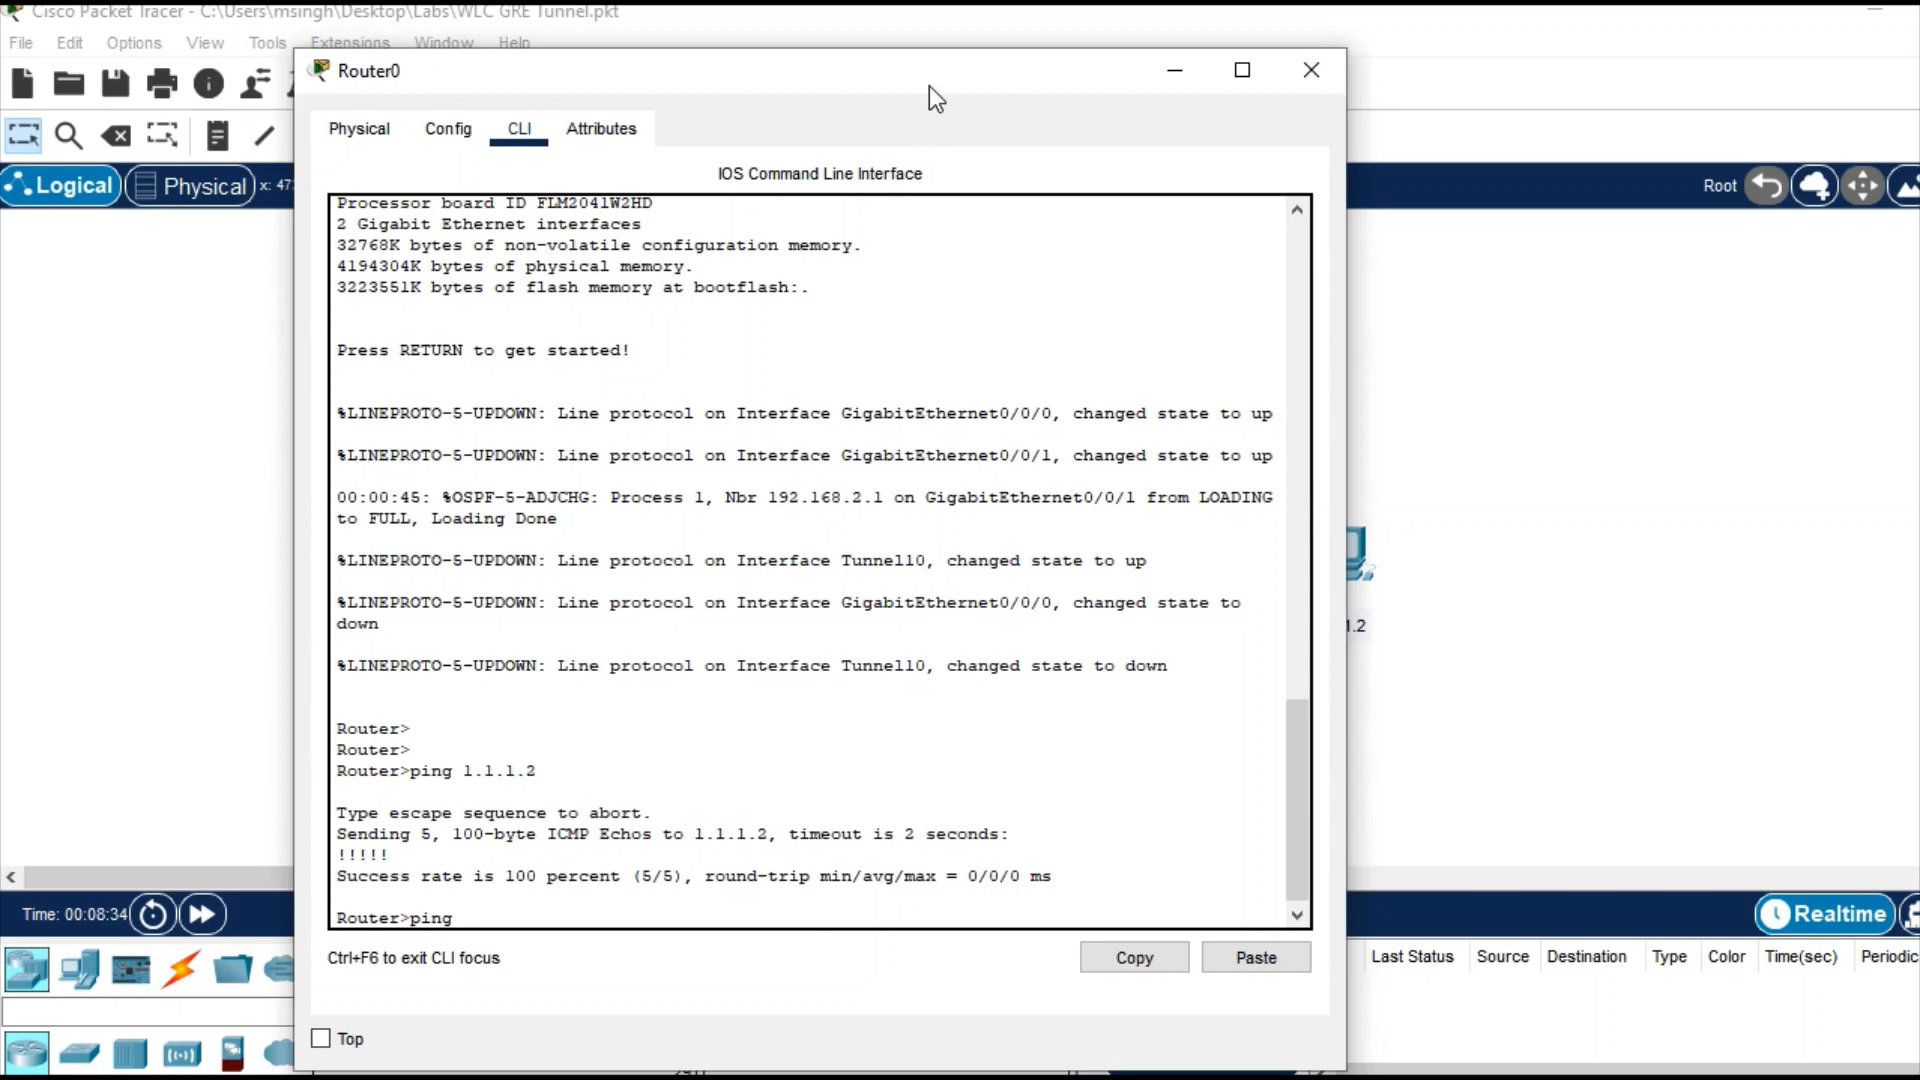 Cisco Packet Tracer - C:\Users\msingh\Desktop\Labs\WLC GRE Tunnel.pkt
File Edit Options View Tools Extensions Window Help
Router0
Physical Config CLI Attributes
IOS Command Line Interface
Logical Physical x: 47
Root
Processor board ID FLM2041W2HD
2 Gigabit Ethernet interfaces
32768K bytes of non-volatile configuration memory.
4194304K bytes of physical memory.
3223551K bytes of flash memory at bootflash:.
Press RETURN to get started!
%LINEPROTO-5-UPDOWN: Line protocol on Interface GigabitEthernet0/0/0, changed state to up
%LINEPROTO-5-UPDOWN: Line protocol on Interface GigabitEthernet0/0/1, changed state to up
00:00:45: %OSPF-5-ADJCHG: Process 1, Nbr 192.168.2.1 on GigabitEthernet0/0/1 from LOADING
to FULL, Loading Done
%LINEPROTO-5-UPDOWN: Line protocol on Interface Tunnel10, changed state to up
%LINEPROTO-5-UPDOWN: Line protocol on Interface GigabitEthernet0/0/0, changed state to
down
%LINEPROTO-5-UPDOWN: Line protocol on Interface Tunnel10, changed state to down
Router>
Router>
Router>ping 1.1.1.2
Type escape sequence to abort.
Sending 5, 100-byte ICMP Echos to 1.1.1.2, timeout is 2 seconds:
!!!!!
Success rate is 100 percent (5/5), round-trip min/avg/max = 0/0/0 ms
Router>ping
1.2
Ctrl+F6 to exit CLI focus
Copy Paste
Top
Time: 00:08:34
Realtime
Last Status Source Destination Type Color Time(sec) Periodic